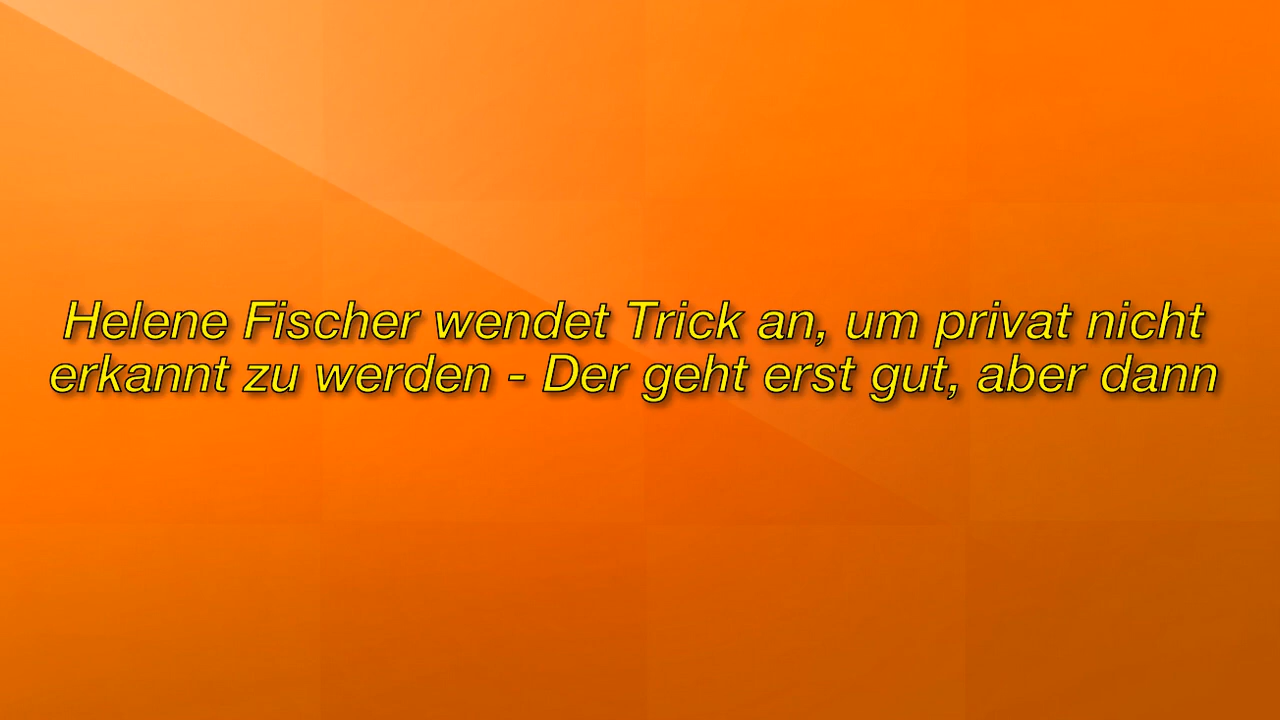 Helene Fischer wendet Trick an, um privat nicht
erkannt zu werden - Der geht erst gut, aber dann